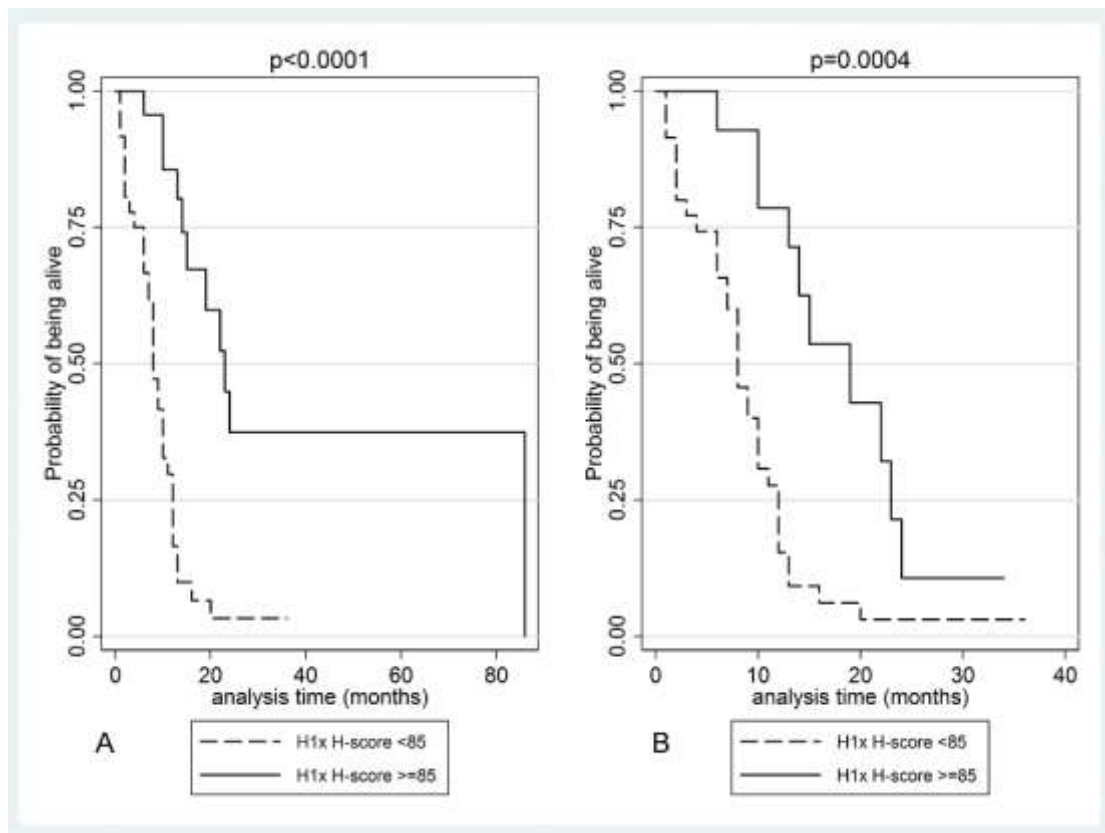 p<0.0001
Probability of being alive
1.00
0.75
0.50
0.25
0.00
0 20 40 60 80
analysis time (months)
A
H1x H-score <85
H1x H-score >=85
p=0.0004
Probability of being alive
1.00
0.75
0.50
0.25
0.00
0 10 20 30 40
analysis time (months)
B
H1x H-score <85
H1x H-score >=85